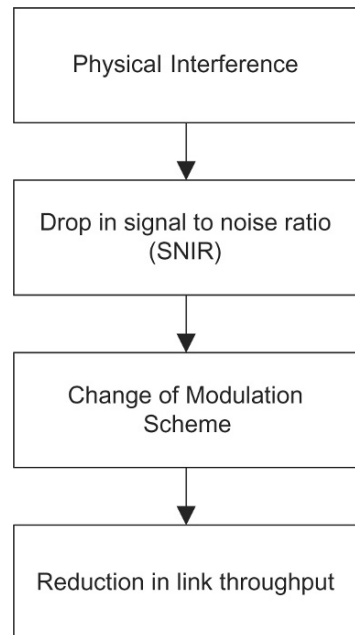 Physical Interference
Drop in signal to noise ratio
(SNIR)
Change of Modulation
Scheme
Reduction in link throughput